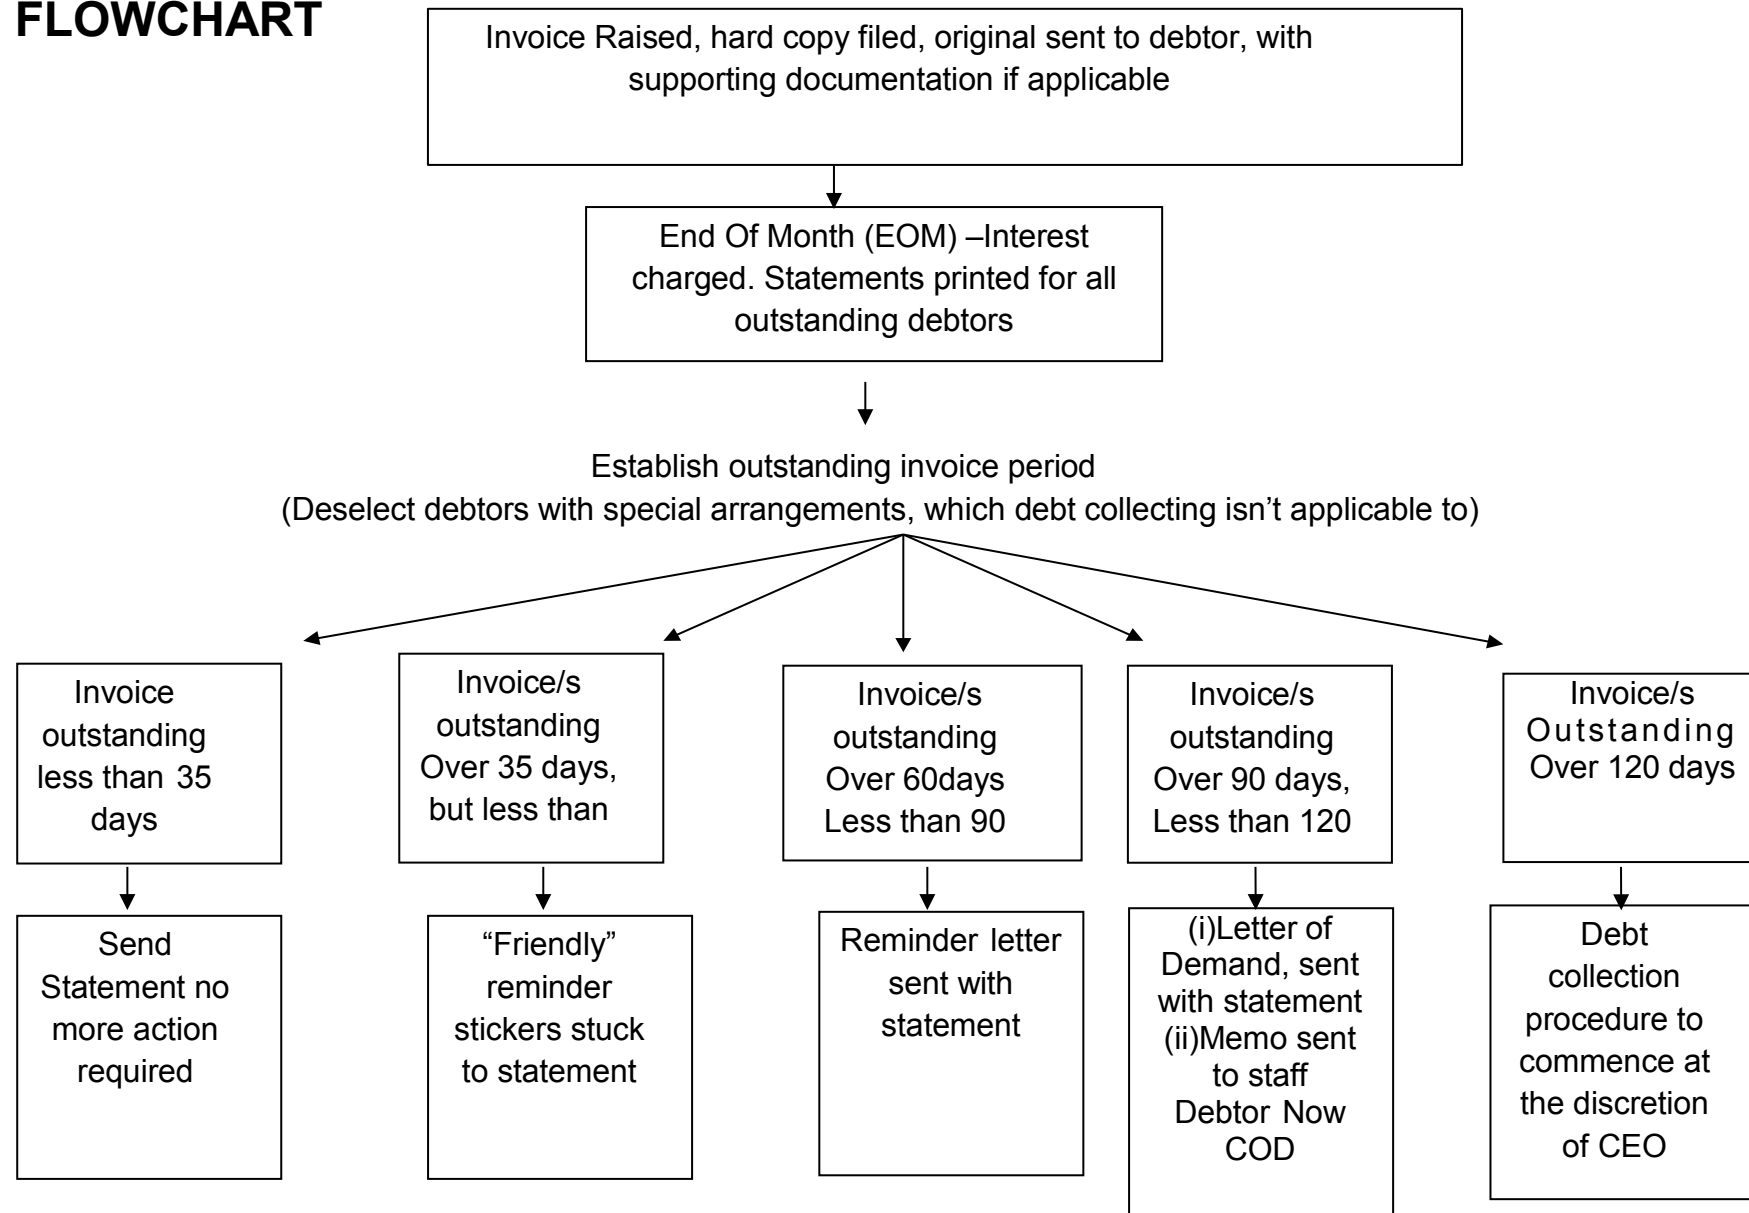 FLOWCHART
Invoice Raised, hard copy filed, original sent to debtor, with
supporting documentation if applicable
End Of Month (EOM) –Interest
charged. Statements printed for all
outstanding debtors
Establish outstanding invoice period
(Deselect debtors with special arrangements, which debt collecting isn’t applicable to)
Invoice
outstanding
less than 35
days
Invoice/s
outstanding
Over 35 days,
but less than
Invoice/s
outstanding
Over 60days
Less than 90
Invoice/s
outstanding
Over 90 days,
Less than 120
Invoice/s
Outstanding
Over 120 days
Send
Statement no
more action
required
“Friendly”
reminder
stickers stuck
to statement
Reminder letter
sent with
statement
(i)Letter of
Demand, sent
with statement
(ii)Memo sent
to staff
Debtor Now
COD
Debt
collection
procedure to
commence at
the discretion
of CEO